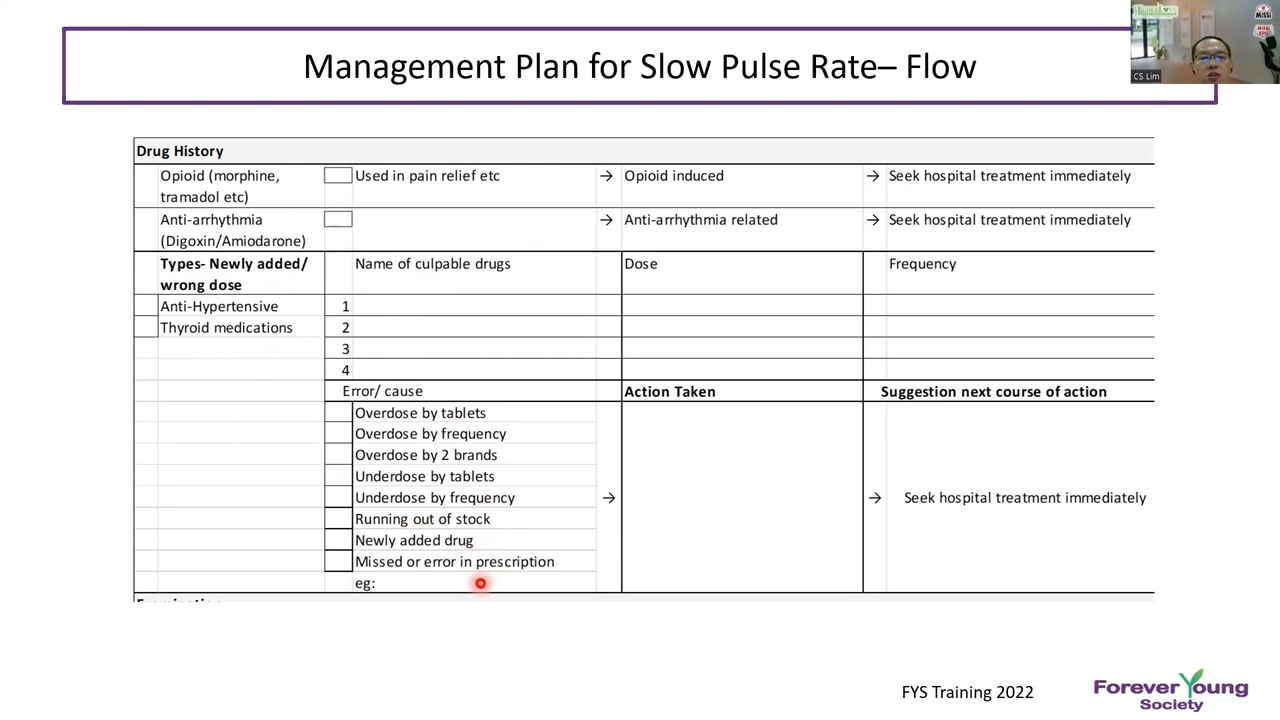 Management Plan for Slow Pulse Rate– Flow
CS Lim
Drug History
Opioid (morphine, tramadol etc) Used in pain relief etc → Opioid induced → Seek hospital treatment immediately
Anti-arrhythmia (Digoxin/Amiodarone) → Anti-arrhythmia related → Seek hospital treatment immediately
Types- Newly added/ wrong dose Name of culpable drugs Dose Frequency
Anti-Hypertensive 1
Thyroid medications 2
3
4
Error/ cause Action Taken Suggestion next course of action
Overdose by tablets
Overdose by frequency
Overdose by 2 brands
Underdose by tablets
Underdose by frequency → → Seek hospital treatment immediately
Running out of stock
Newly added drug
Missed or error in prescription
eg:
FYS Training 2022
Forever Young
Society